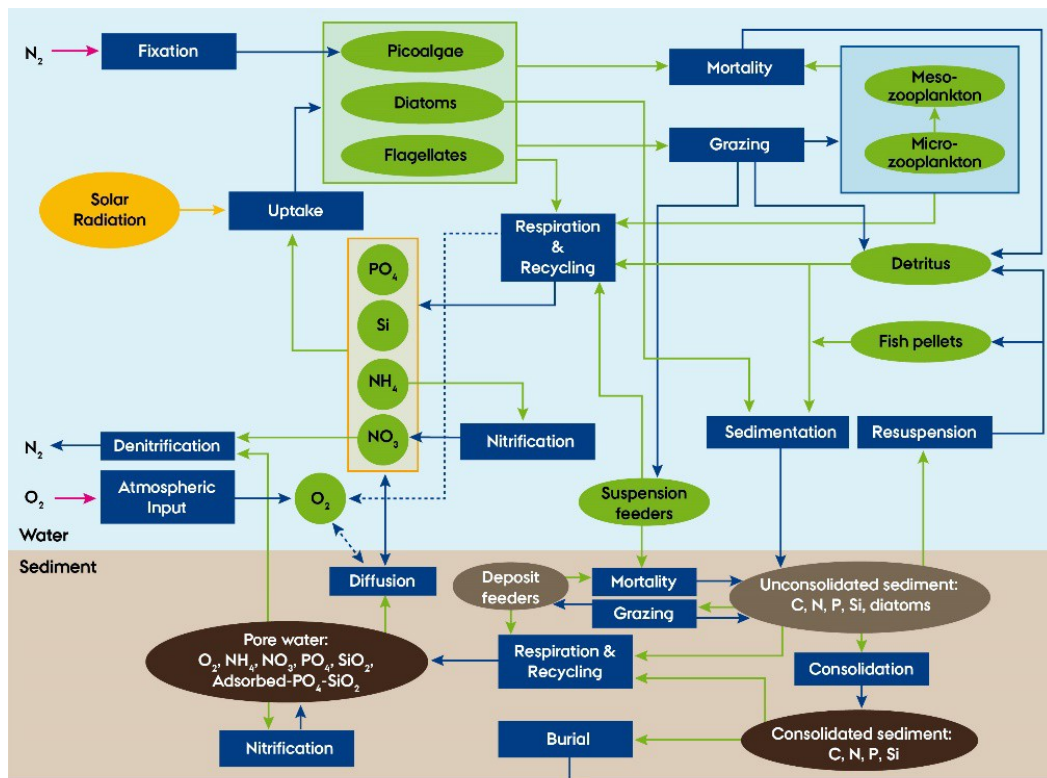 N2
Fixation
Picoalgae
Diatoms
Flagellates
Mortality
Grazing
Meso-
zooplankton
Micro-
zooplankton
Solar
Radiation
Uptake
Respiration
&
Recycling
Detritus
PO4
Si
NH4
NO3
Fish pellets
Nitrification
Sedimentation
Resuspension
N2
Denitrification
O2
Atmospheric
Input
O2
Suspension
feeders
Water
Sediment
Diffusion
Deposit
feeders
Mortality
Grazing
Unconsolidated sediment:
C, N, P, Si, diatoms
Pore water:
O2, NH4, NO3, PO4, SiO2,
Adsorbed-PO4-SiO2
Respiration &
Recycling
Consolidation
Nitrification
Burial
Consolidated sediment:
C, N, P, Si